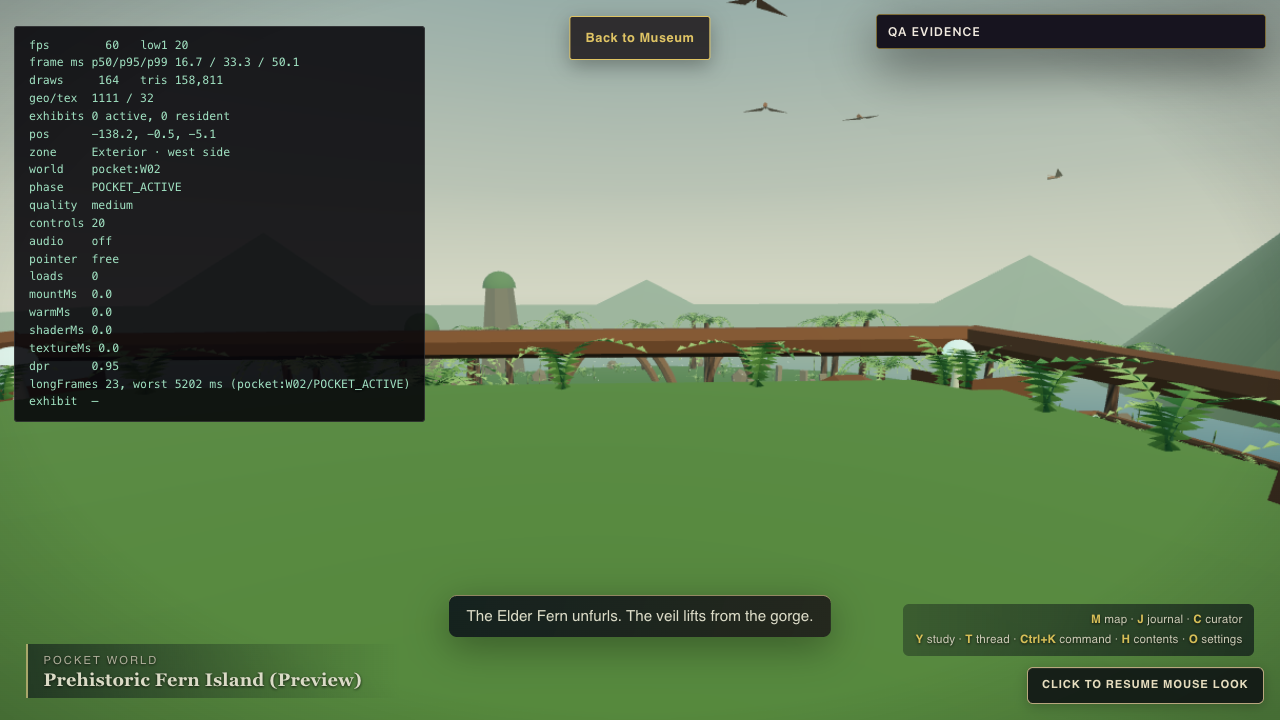 fps 60 low1 20
frame ms p50/p95/p99 16.7 / 33.3 / 50.1
draws 164 tris 158,811
geo/tex 1111 / 32
exhibits 0 active, 0 resident
pos −138.2, −0.5, −5.1
zone Exterior · west side
world pocket:W02
phase POCKET_ACTIVE
quality medium
controls 20
audio off
pointer free
loads 0
mountMs 0.0
warmMs 0.0
shaderMs 0.0
textureMs 0.0
dpr 0.95
longFrames 23, worst 5202 ms (pocket:W02/POCKET_ACTIVE)
exhibit —
Back to Museum
QA EVIDENCE
The Elder Fern unfurls. The veil lifts from the gorge.
M map · J journal · C curator
Y study · T thread · Ctrl+K command · H contents · O settings
POCKET WORLD
Prehistoric Fern Island (Preview)
CLICK TO RESUME MOUSE LOOK